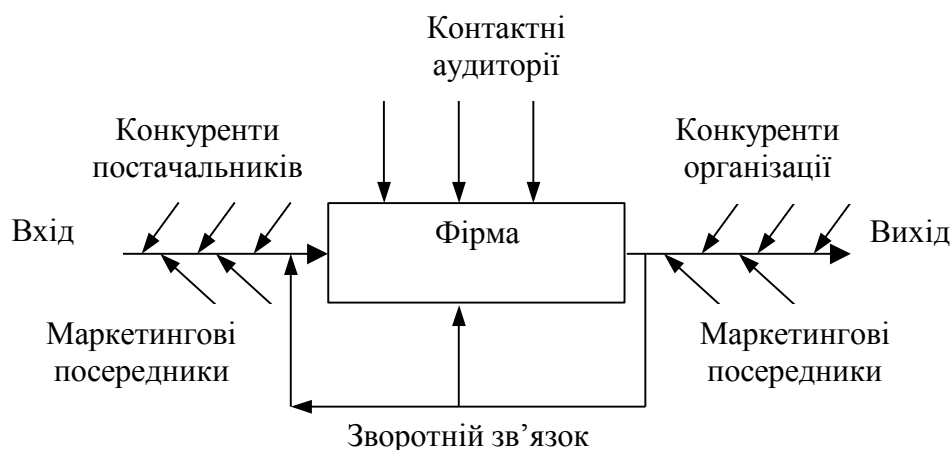 Контактні
аудиторії
Конкуренти
постачальників
Конкуренти
організації
Вхід
Фірма
Вихід
Маркетингові
посередники
Маркетингові
посередники
Зворотній зв’язок